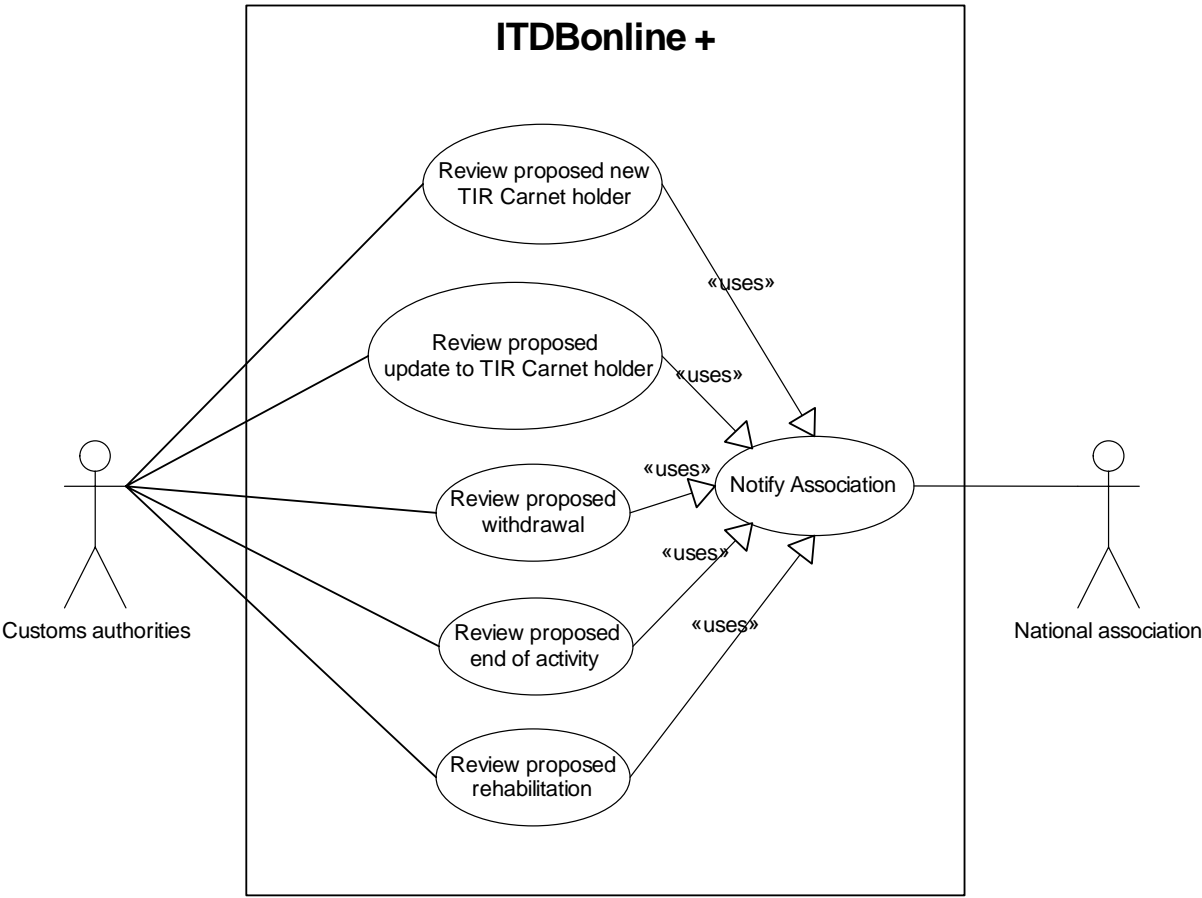 ITDBonline +
Review proposed new
TIR Carnet holder
«uses»
Review proposed
update to TIR Carnet holder
«uses»
«uses»
Notify Association
Review proposed
withdrawal
«uses»
Customs authorities
Review proposed
end of activity
«uses»
National association
Review proposed
rehabilitation